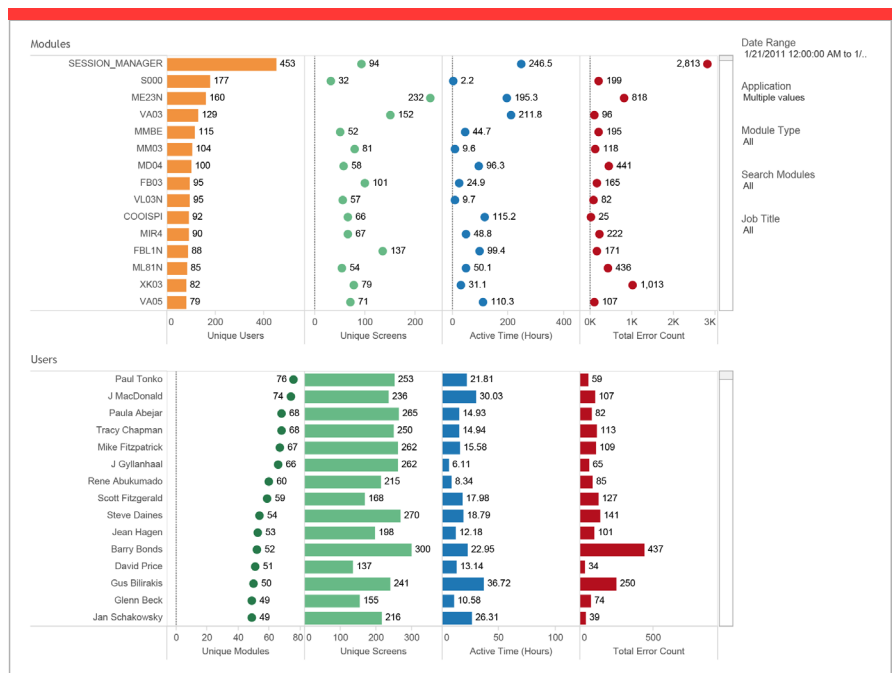 Modules
SESSION_MANAGER 453 94 246.5 2,813
S000 177 32 2.2 199
ME23N 160 232 195.3 818
VA03 129 152 211.8 96
MMBE 115 52 44.7 195
MM03 104 81 9.6 118
MD04 100 58 96.3 441
FB03 95 101 24.9 165
VL03N 95 57 9.7 82
COOISPI 92 66 115.2 25
MIR4 90 67 48.8 222
FBL1N 88 137 99.4 171
ML81N 85 54 50.1 436
XK03 82 79 31.1 1,013
VA05 79 71 110.3 107
0 200 400 0 100 200 0 200 400 0K 1K 2K 3K
Unique Users Unique Screens Active Time (Hours) Total Error Count
Date Range
1/21/2011 12:00:00 AM to 1/..
Application
Multiple values
Module Type
All
Search Modules
All
Job Title
All
Users
Paul Tonko 76 253 21.81 59
J MacDonald 74 236 30.03 107
Paula Abejar 68 265 14.93 82
Tracy Chapman 68 250 14.94 113
Mike Fitzpatrick 67 262 15.58 109
J Gyllanhaal 66 262 6.11 65
Rene Abukumado 60 215 8.34 85
Scott Fitzgerald 59 168 17.98 127
Steve Daines 54 270 18.79 141
Jean Hagen 53 198 12.18 101
Barry Bonds 52 300 22.95 437
David Price 51 137 13.14 34
Gus Bilirakis 50 241 36.72 250
Glenn Beck 49 155 10.58 74
Jan Schakowsky 49 216 26.31 39
0 20 40 60 80 0 100 200 300 0 50 100 0 500
Unique Modules Unique Screens Active Time (Hours) Total Error Count